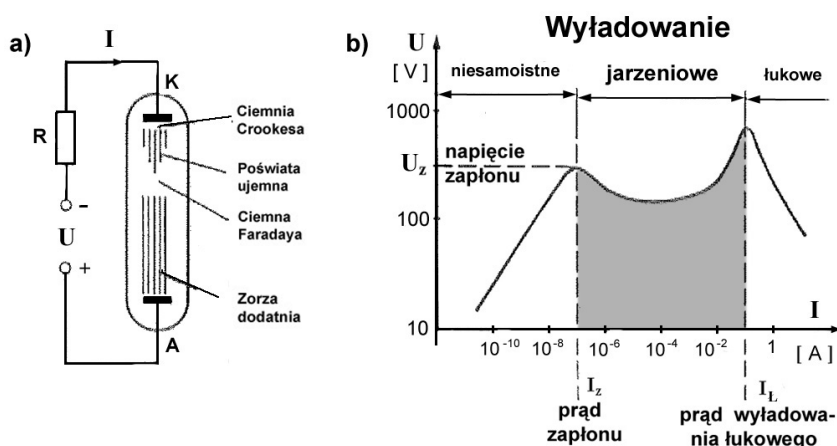 a)
I
K
R
-
U
+
A
Ciemnia
Crookesa
Poświata
ujemna
Ciemna
Faradaya
Zorza
dodatnia
b)
Wyładowanie
U
[ V ]
niesamoistne
jarzeniowe
łukowe
1000
U_z
napięcie
zapłonu
100
10
I
[ A ]
10⁻¹⁰ 10⁻⁸ 10⁻⁶ 10⁻⁴ 10⁻² 1
I_z
prąd
zapłonu
I_L
prąd wyładowa-
nia łukowego